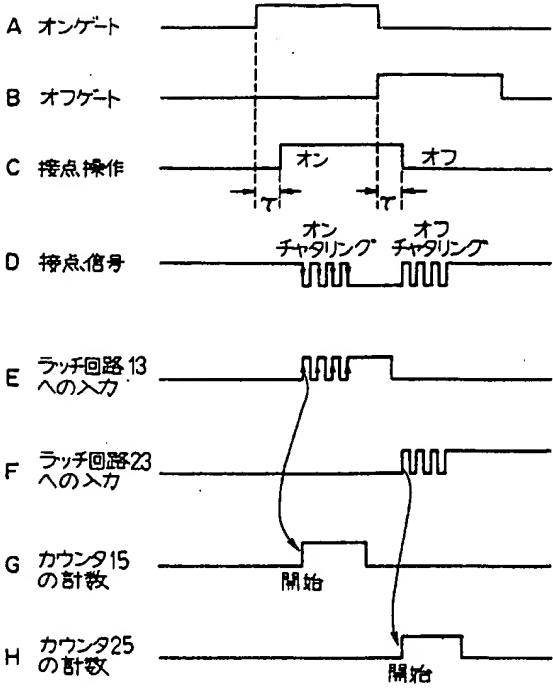 A オンゲート
B オフゲート
C 接点操作
オン
オフ
τ
τ
D 接点信号
オン
チャタリング
オフ
チャタリング
E ラッチ回路13
への入力
F ラッチ回路23
への入力
G カウンタ15
の計数
開始
H カウンタ25
の計数
開始